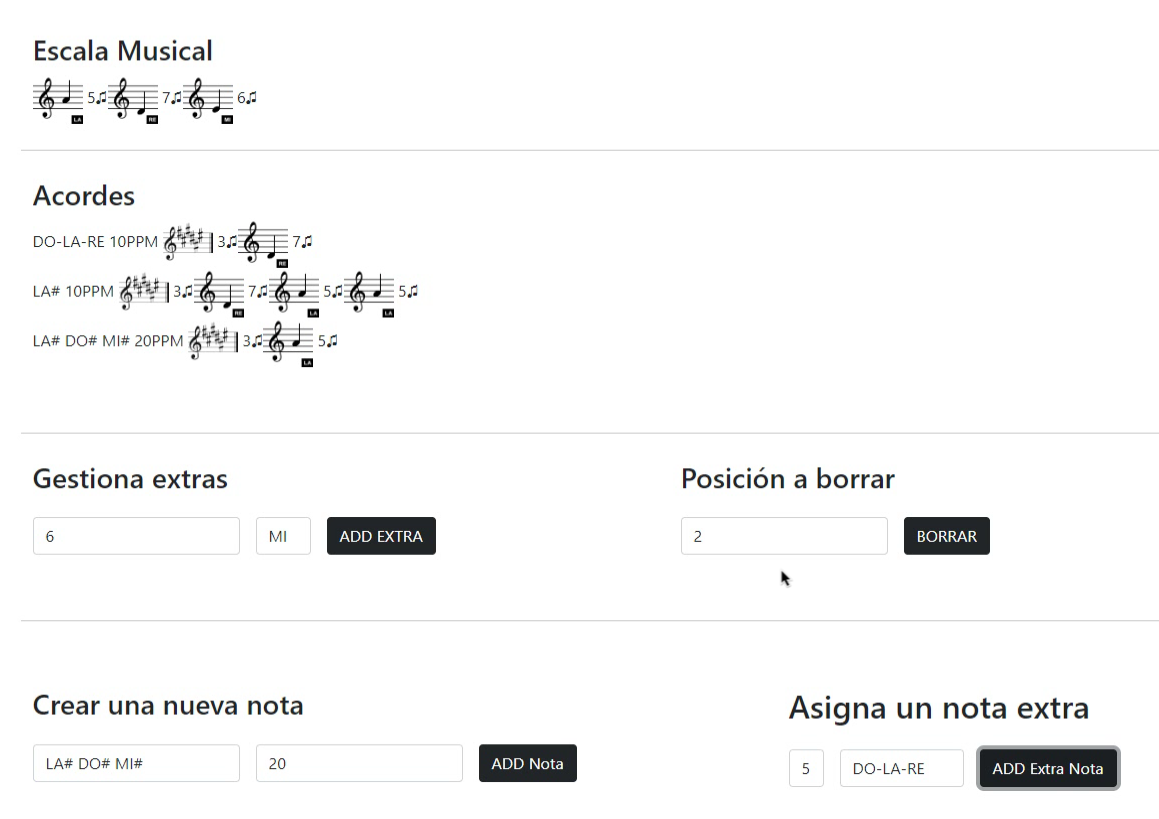 Escala Musical
5♫ 7♫ 6♫
LA RE MI
Acordes
DO-LA-RE 10PPM 3♫ 7♫
RE
LA# 10PPM 3♫ 7♫ 5♫ 5♫
RE LA LA
LA# DO# MI# 20PPM 3♫ 5♫
LA
Gestiona extras
6 MI ADD EXTRA
Posición a borrar
2 BORRAR
Crear una nueva nota
LA# DO# MI# 20 ADD Nota
Asigna un nota extra
5 DO-LA-RE ADD Extra Nota